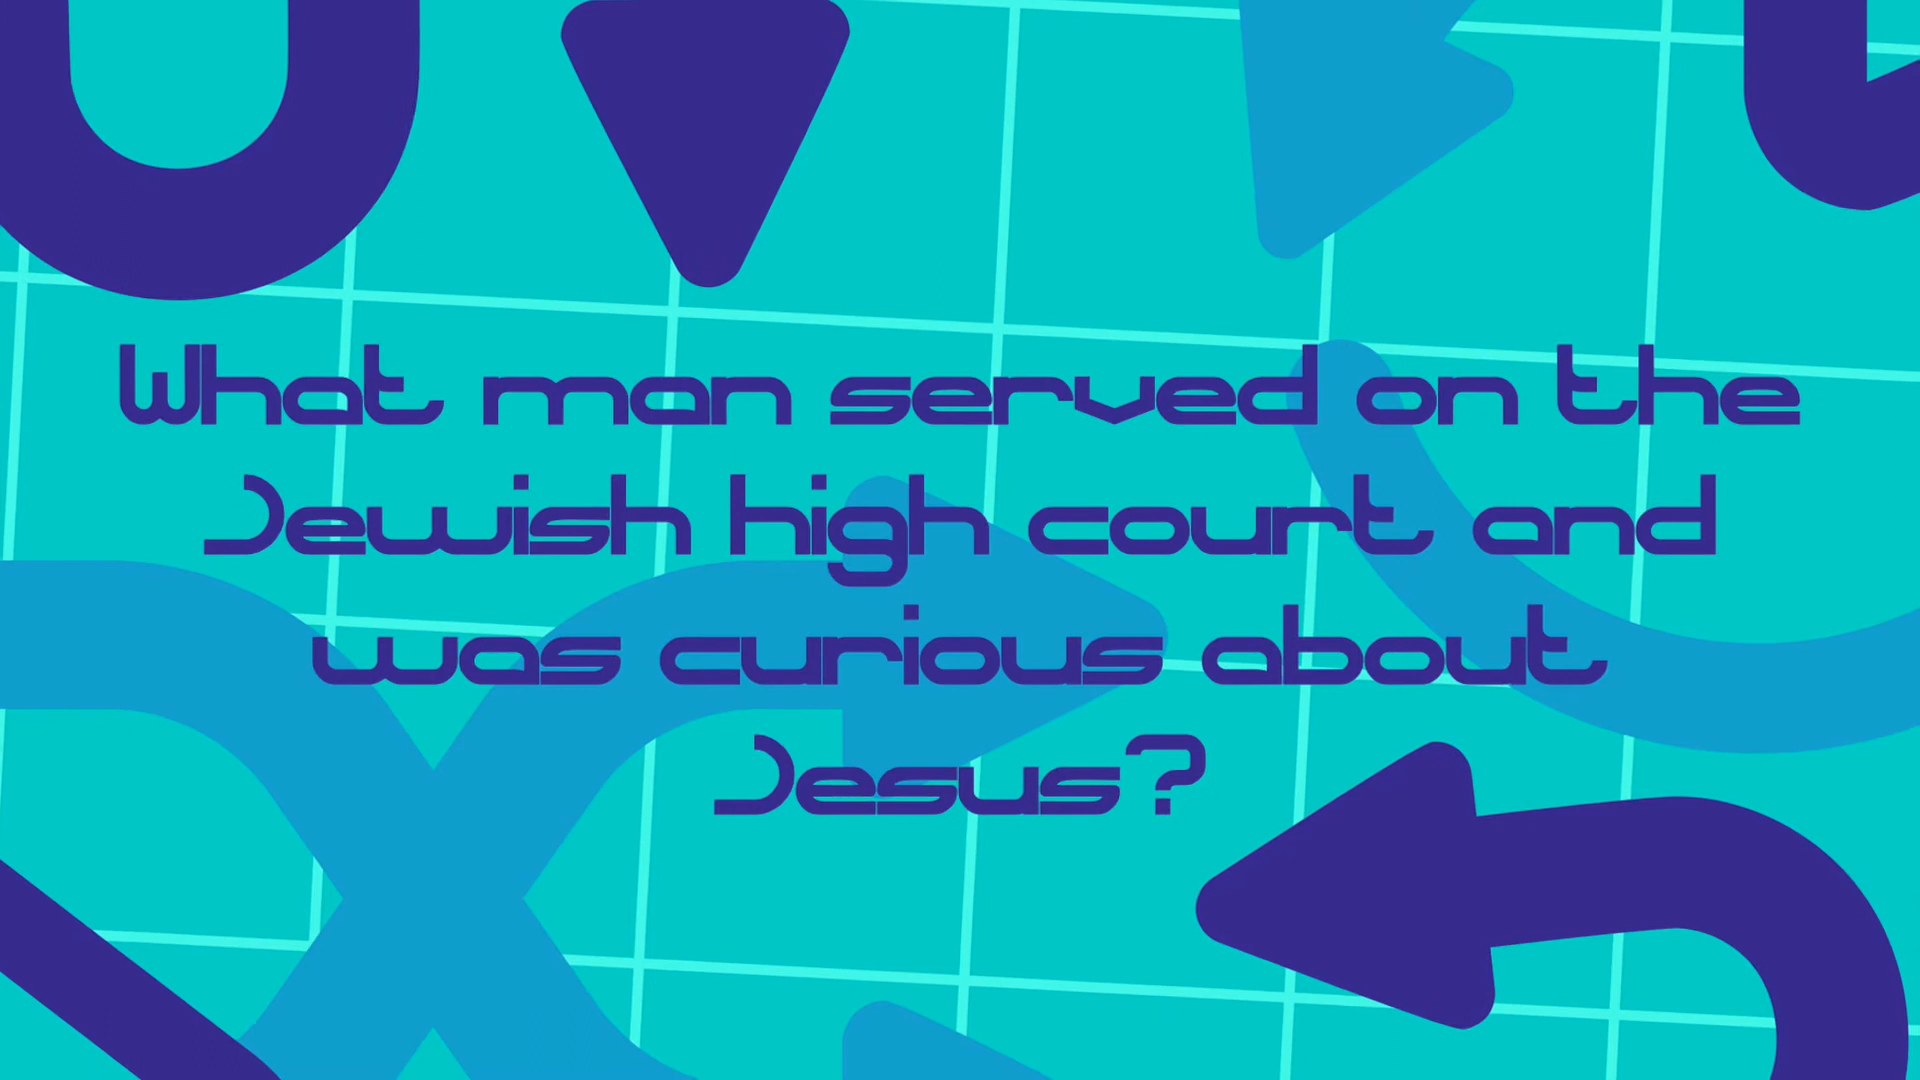 What man served on the
Jewish high court and
was curious about
Jesus?